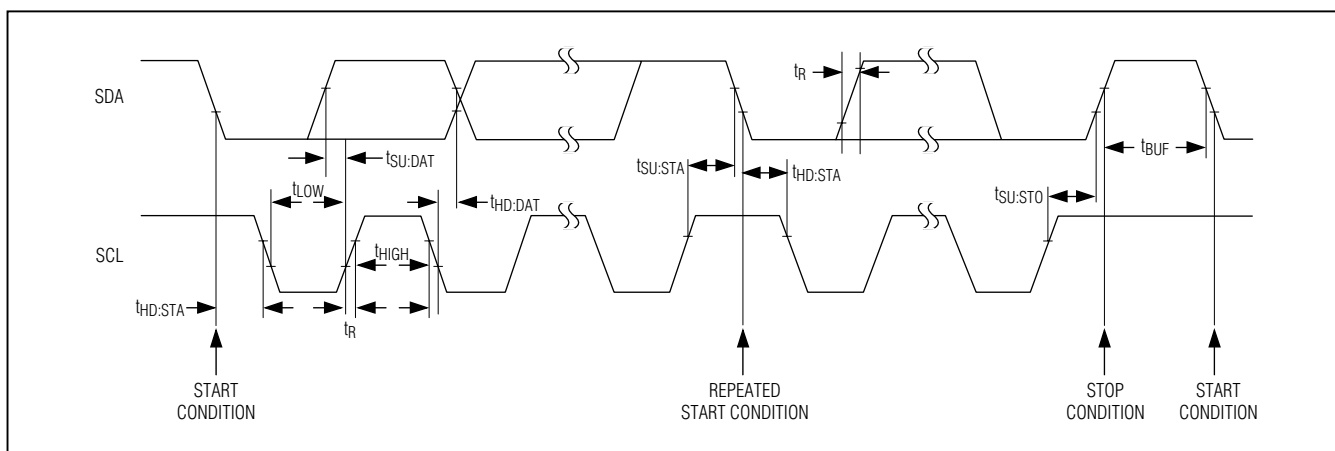 SDA
tR
tSU:DAT
tSU:STA
tHD:STA
tBUF
tLOW
tHD:DAT
tSU:STO
SCL
tHIGH
tHD:STA
tR
START
CONDITION
REPEATED
START CONDITION
STOP
CONDITION
START
CONDITION